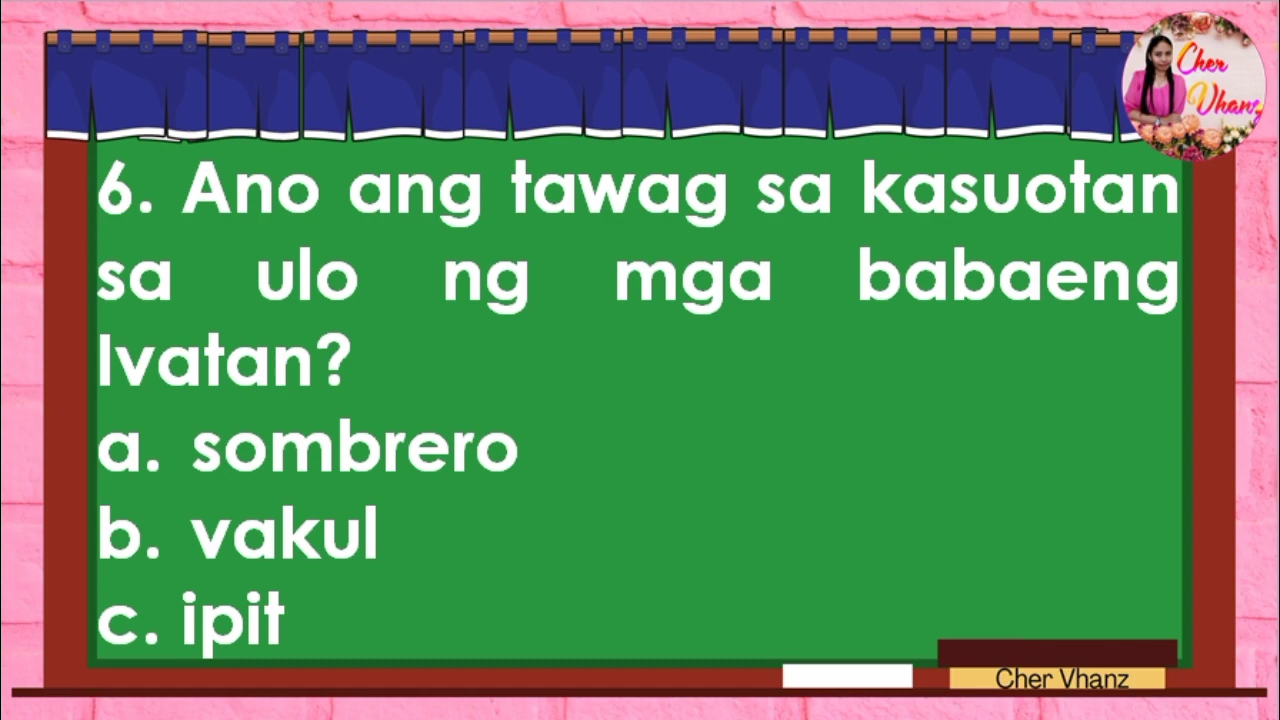 Cher
Vhanz
6. Ano ang tawag sa kasuotan
sa ulo ng mga babaeng
Ivatan?
a. sombrero
b. vakul
c. ipit
Cher Vhanz